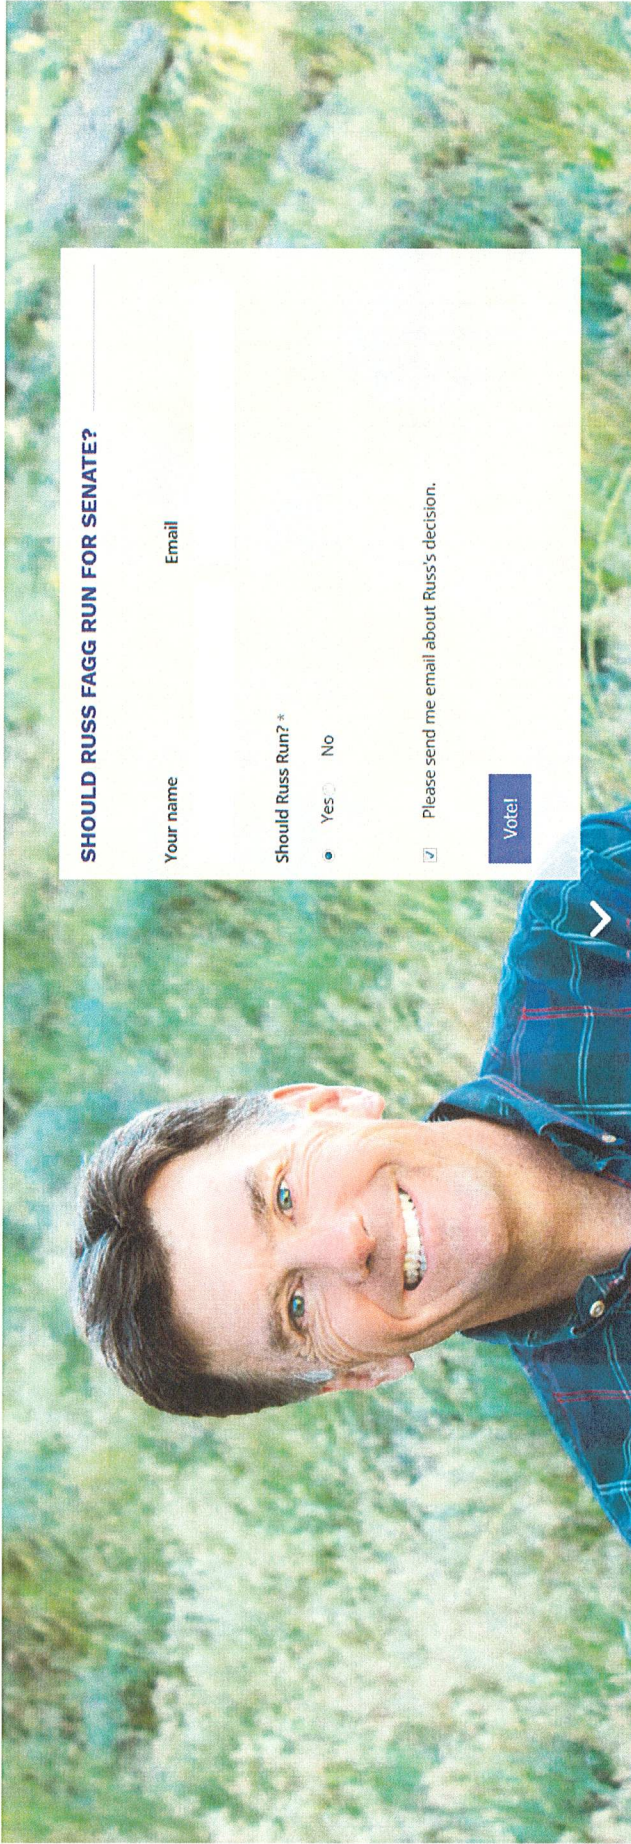 SHOULD RUSS FAGG RUN FOR SENATE?
Your name Email
Should Russ Run? *
Yes No
Please send me email about Russ's decision.
Vote!